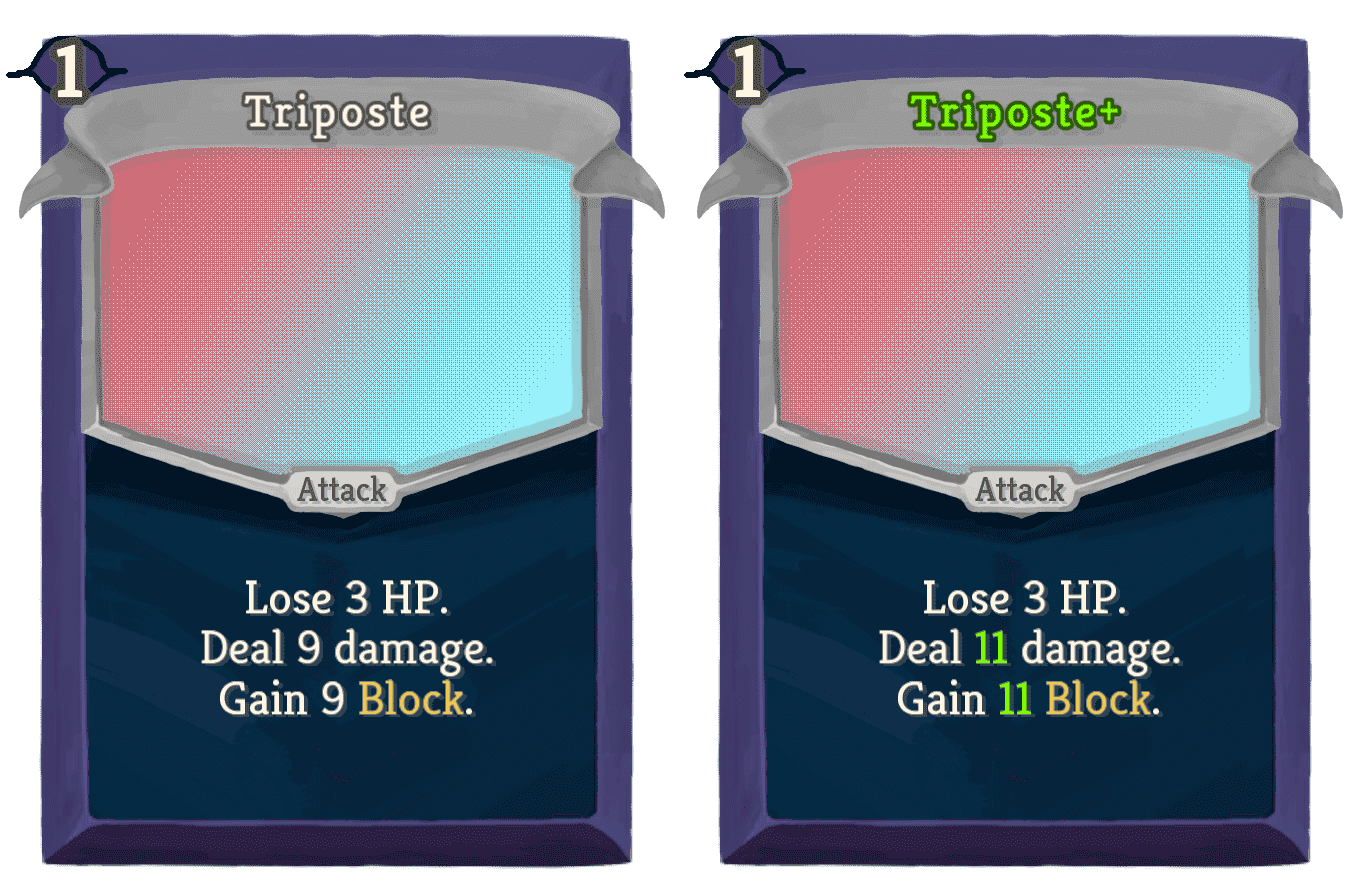 1
Triposte
Attack
Lose 3 HP.
Deal 9 damage.
Gain 9 Block.
1
Triposte+
Attack
Lose 3 HP.
Deal 11 damage.
Gain 11 Block.